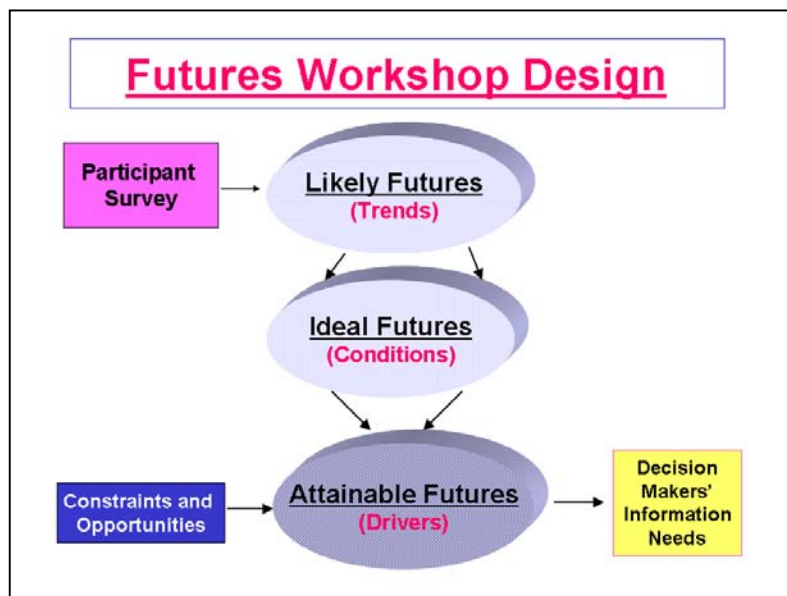 Futures Workshop Design
Participant
Survey
Likely Futures
(Trends)
Ideal Futures
(Conditions)
Constraints and
Opportunities
Attainable Futures
(Drivers)
Decision
Makers'
Information
Needs